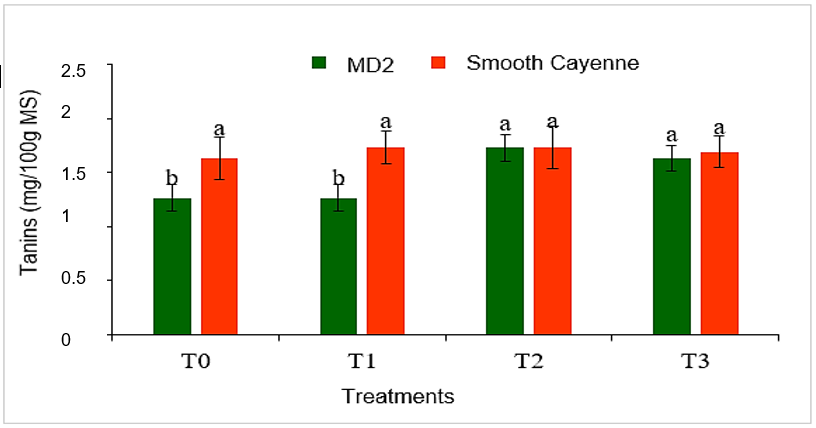 MD2 Smooth Cayenne
Tanins (mg/100g MS)
2.5
2
1.5
1
0.5
0
b a b a a a a a
T0 T1 T2 T3
Treatments